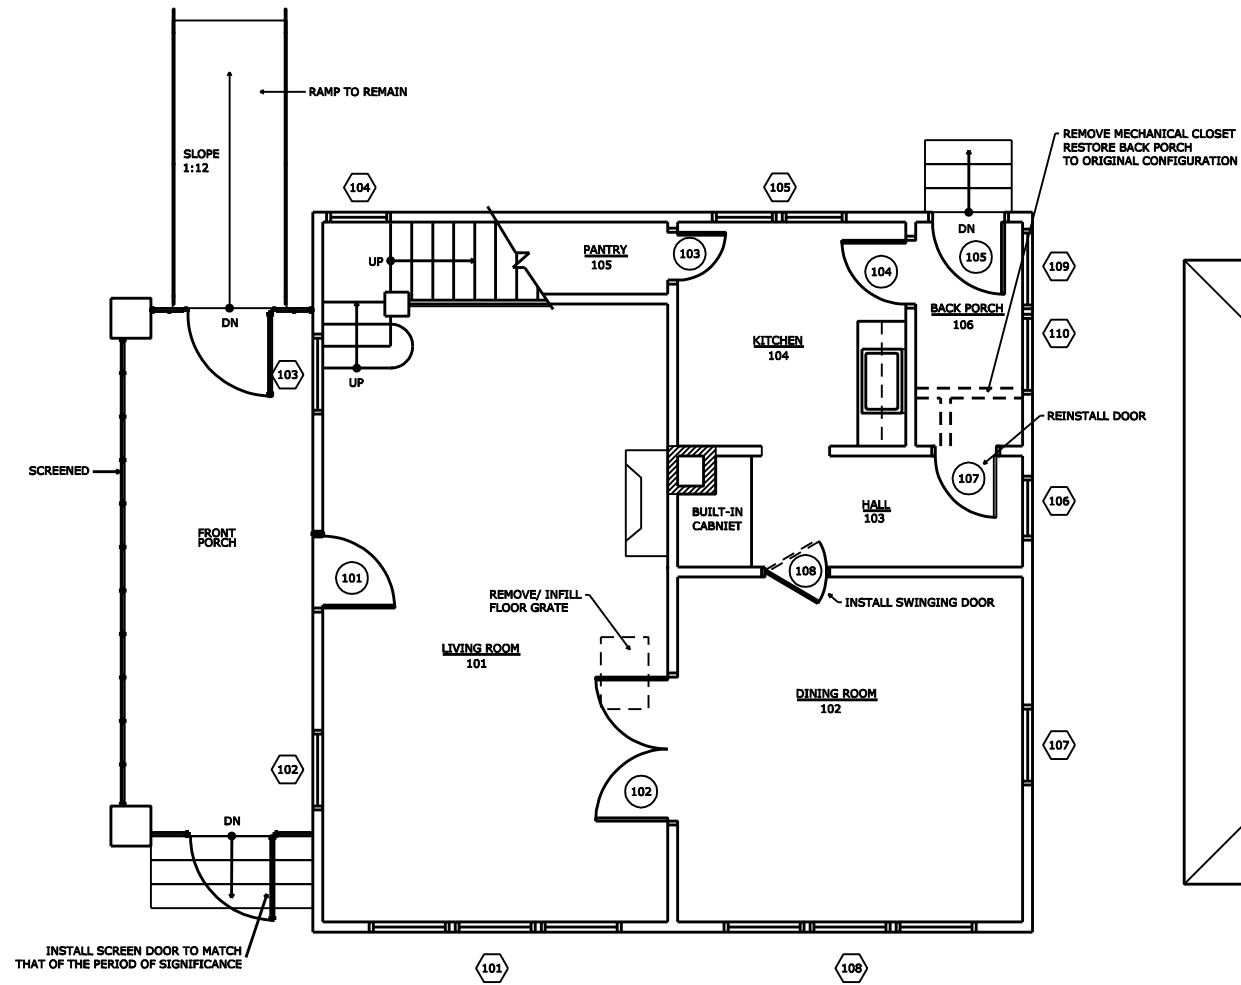 RAMP TO REMAIN
SLOPE
1:12
REMOVE MECHANICAL CLOSET
RESTORE BACK PORCH
TO ORIGINAL CONFIGURATION
104
105
DN
UP
PANTRY
105
103
104
105
109
BACK PORCH
106
DN
110
KITCHEN
104
103
UP
REINSTALL DOOR
SCREENED
107
106
BUILT-IN
CABNIET
HALL
103
FRONT
PORCH
101
108
REMOVE/ INFILL
FLOOR GRATE
INSTALL SWINGING DOOR
LIVING ROOM
101
DINING ROOM
102
107
102
102
DN
INSTALL SCREEN DOOR TO MATCH
THAT OF THE PERIOD OF SIGNIFICANCE
101
108